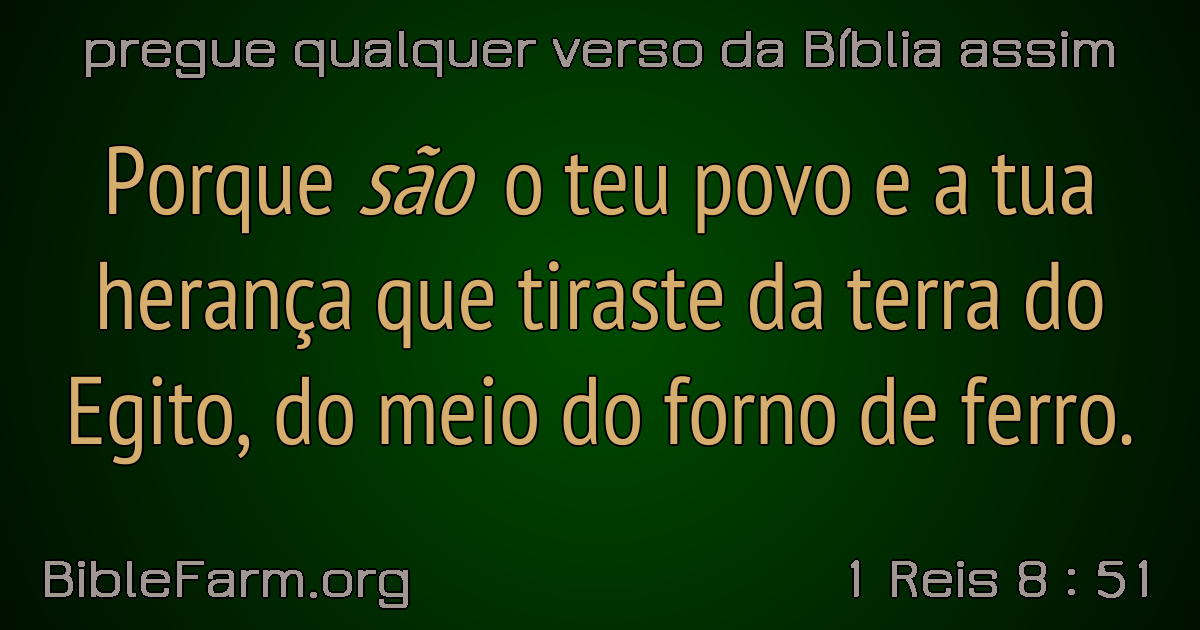 pregue qualquer verso da Bíblia assim
Porque são o teu povo e a tua
herança que tiraste da terra do
Egito, do meio do forno de ferro.
BibleFarm.org
1 Reis 8 : 51